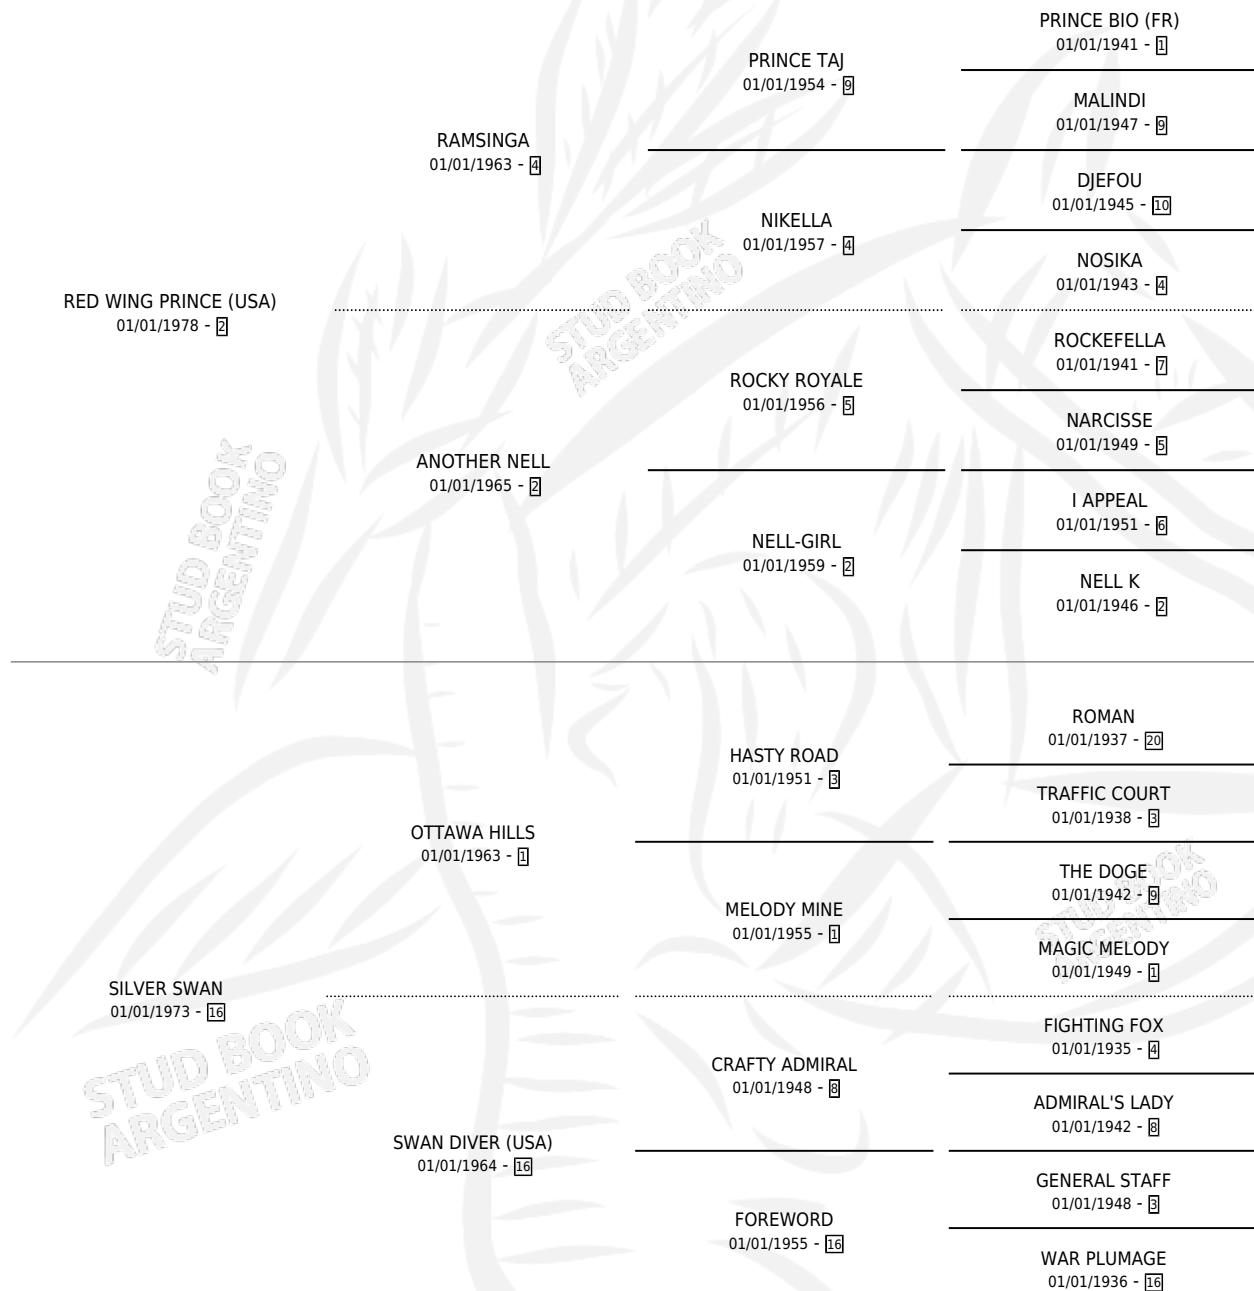 PRINCE BIO (FR)
01/01/1941 - 1
PRINCE TAJ
01/01/1954 - 9
MALINDI
01/01/1947 - 9
RAMSINGA
01/01/1963 - 4
DJEFOU
01/01/1945 - 10
NIKELLA
01/01/1957 - 4
NOSIKA
01/01/1943 - 4
RED WING PRINCE (USA)
01/01/1978 - 2
ROCKEFELLA
01/01/1941 - 7
ROCKY ROYALE
01/01/1956 - 5
NARCISSE
01/01/1949 - 5
ANOTHER NELL
01/01/1965 - 2
I APPEAL
01/01/1951 - 6
NELL-GIRL
01/01/1959 - 2
NELL K
01/01/1946 - 2
ROMAN
01/01/1937 - 20
HASTY ROAD
01/01/1951 - 3
TRAFFIC COURT
01/01/1938 - 3
OTTAWA HILLS
01/01/1963 - 1
THE DOGE
01/01/1942 - 9
MELODY MINE
01/01/1955 - 1
MAGIC MELODY
01/01/1949 - 1
SILVER SWAN
01/01/1973 - 16
FIGHTING FOX
01/01/1935 - 4
CRAFTY ADMIRAL
01/01/1948 - 8
ADMIRAL'S LADY
01/01/1942 - 8
SWAN DIVER (USA)
01/01/1964 - 16
GENERAL STAFF
01/01/1948 - 3
FOREWORD
01/01/1955 - 16
WAR PLUMAGE
01/01/1936 - 16
STUD BOOK
ARGENTINO
STUD BOOK
ARGENTINO
STUD BOOK
ARGENTINO
STUD BOOK
ARGENTINO